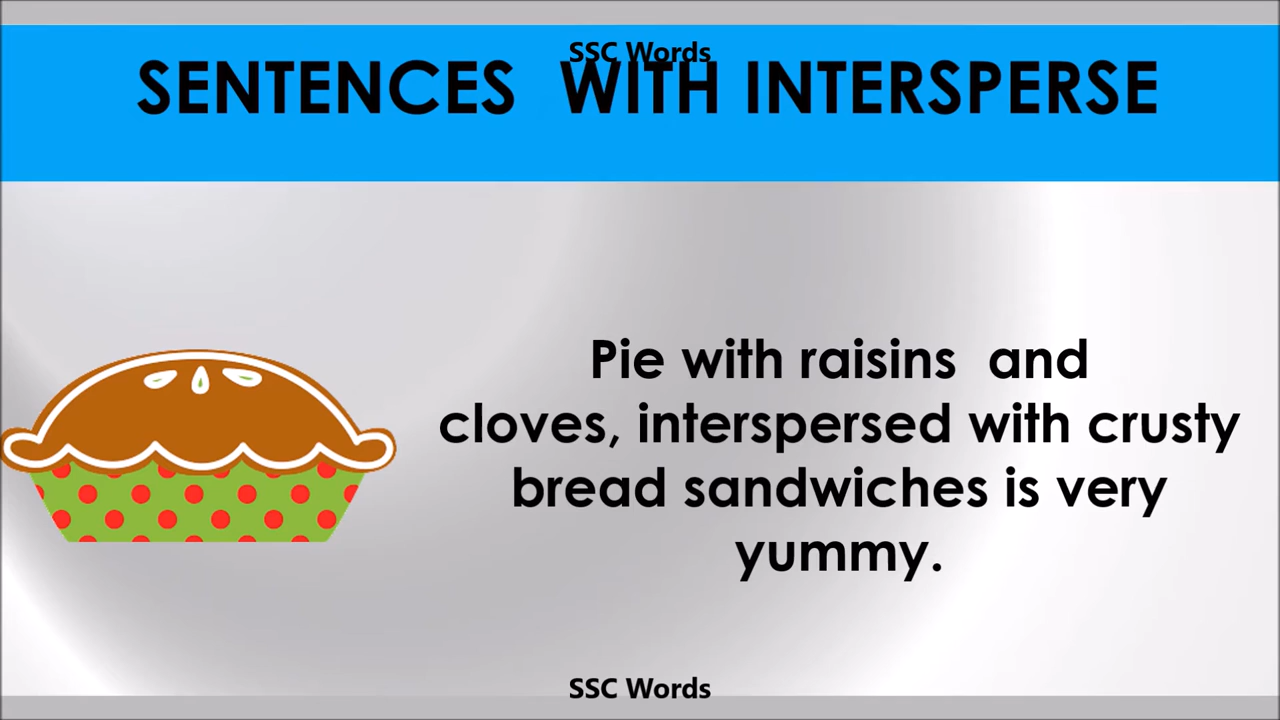 SSC Words
SENTENCES WITH INTERSPERSE
Pie with raisins and
cloves, interspersed with crusty
bread sandwiches is very
yummy.
SSC Words